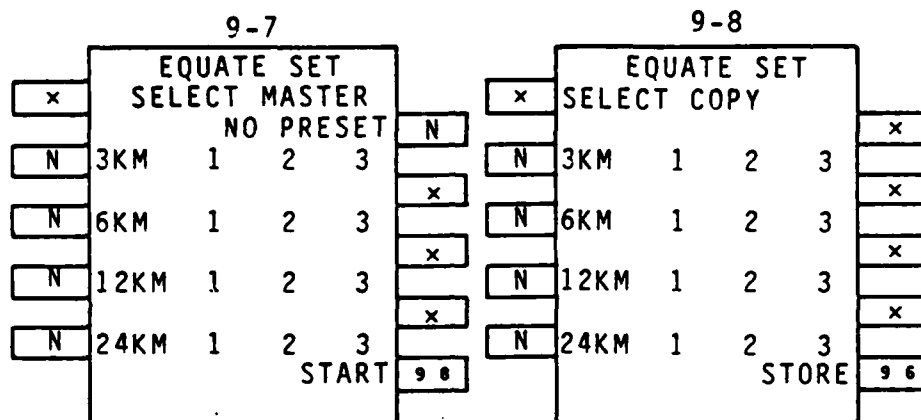 9-7
EQUATE SET
× SELECT MASTER
NO PRESET N
N 3KM 1 2 3
×
N 6KM 1 2 3
×
N 12KM 1 2 3
×
N 24KM 1 2 3
START 9 8
9-8
EQUATE SET
× SELECT COPY
×
N 3KM 1 2 3
×
N 6KM 1 2 3
×
N 12KM 1 2 3
×
N 24KM 1 2 3
STORE 9 6